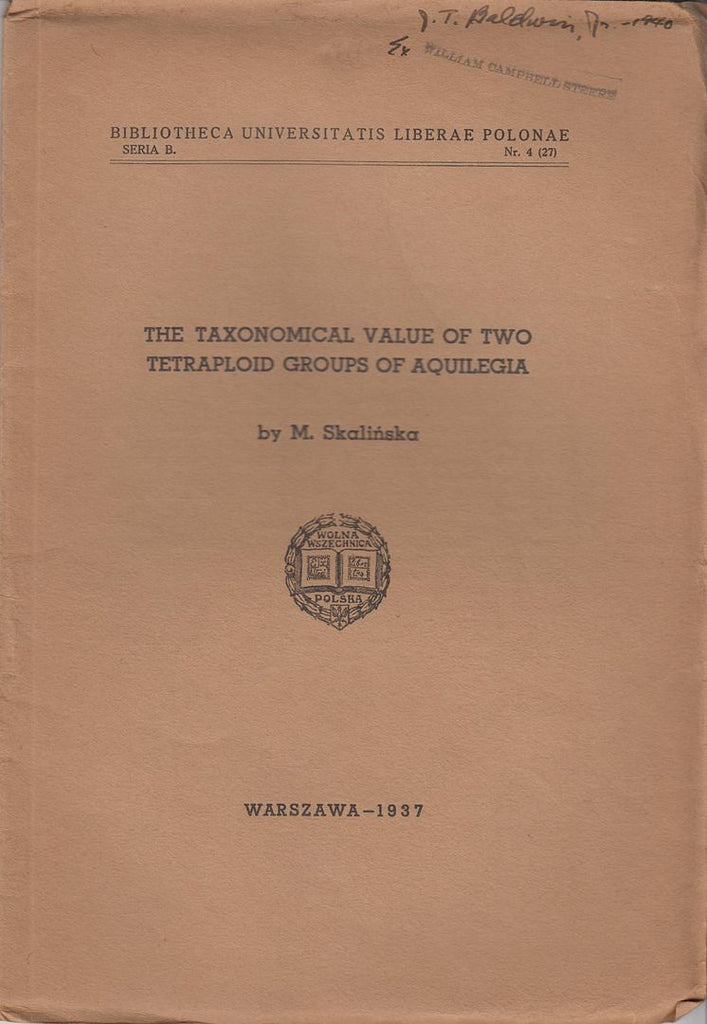 J. T. Baldwin, Jr. - 1940
Ex
WILLIAM CAMPBELL STEERE
BIBLIOTHECA UNIVERSITATIS LIBERAE POLONAE
SERIA B. Nr. 4 (27)
THE TAXONOMICAL VALUE OF TWO
TETRAPLOID GROUPS OF AQUILEGIA
by M. Skalińska
WOLNA
WSZECHNICA
POLSKA
WARSZAWA–1937